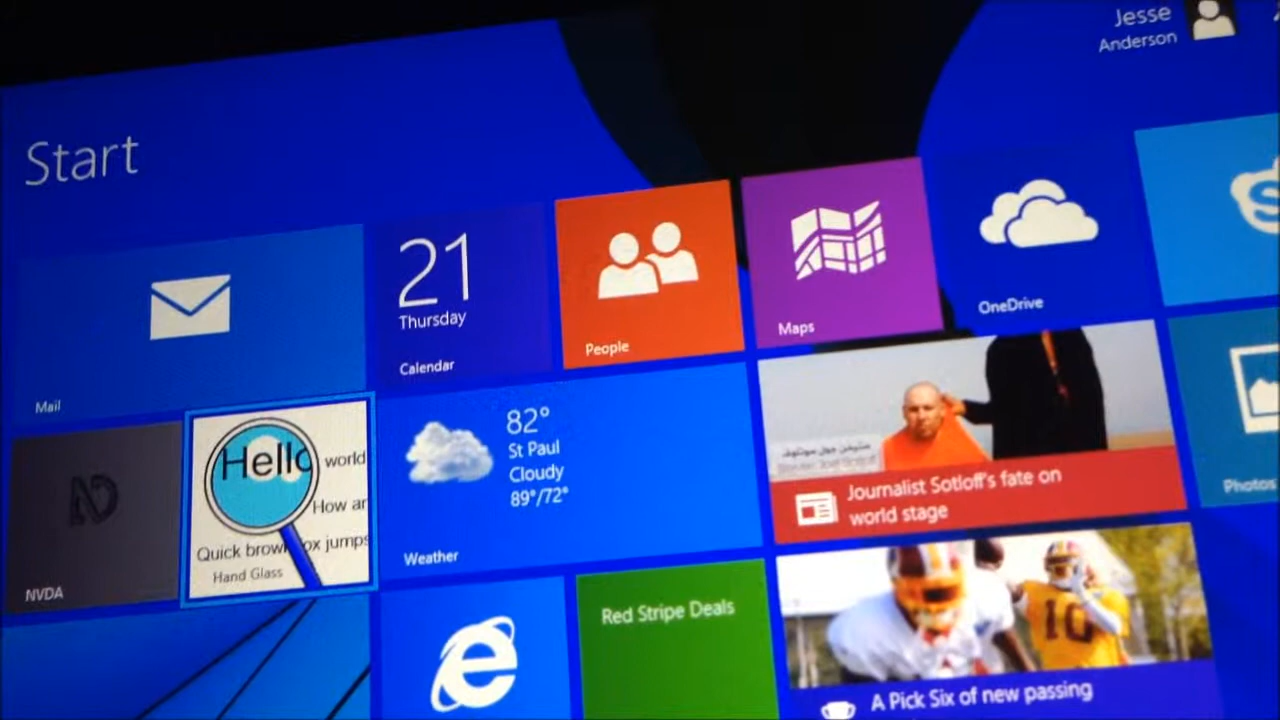 Jesse
Anderson
Start
21
Thursday
Calendar
Mail
People
Maps
OneDrive
NVDA
Hello world
How ar
Quick brow ox jumps
Hand Glass
82°
St Paul
Cloudy
89°/72°
Weather
Journalist Sotloff's fate on
world stage
Photos
Red Stripe Deals
10
A Pick Six of new passing